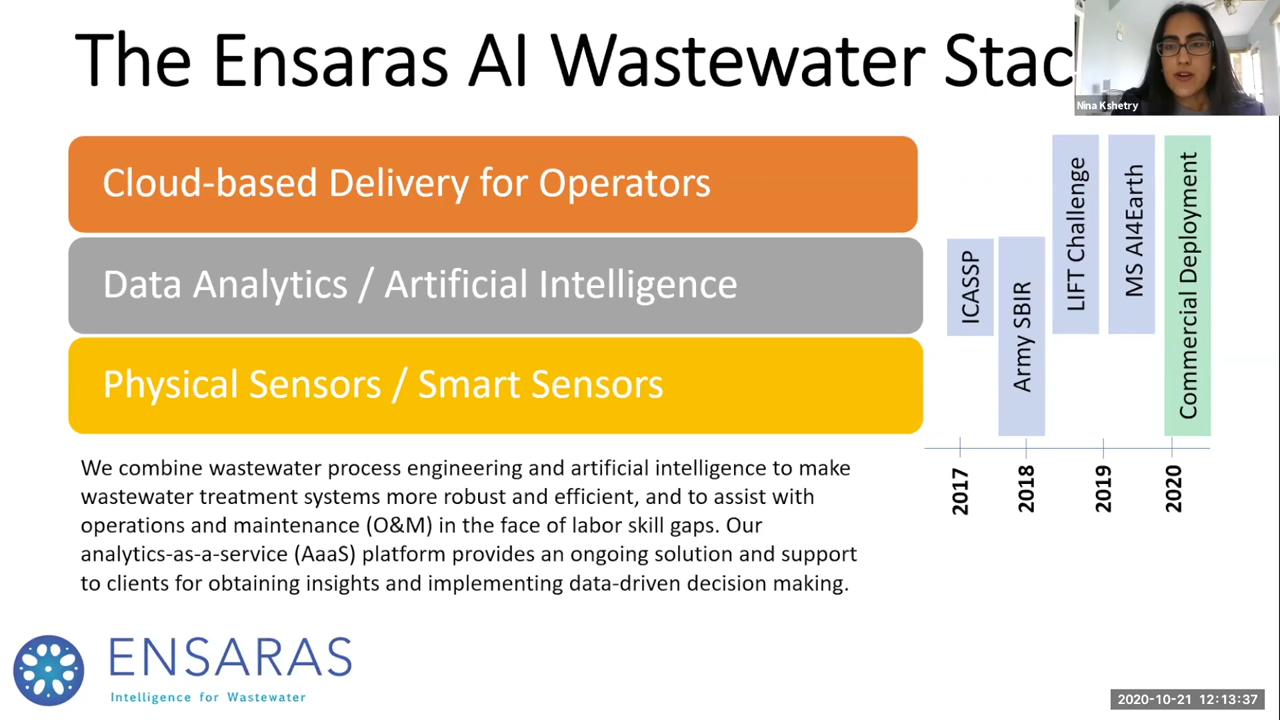 The Ensaras AI Wastewater Stac
Nina Kshetry
Cloud-based Delivery for Operators
Data Analytics / Artificial Intelligence
Physical Sensors / Smart Sensors
ICASSP
Army SBIR
LIFT Challenge
MS AI4Earth
Commercial Deployment
2017
2018
2019
2020
We combine wastewater process engineering and artificial intelligence to make
wastewater treatment systems more robust and efficient, and to assist with
operations and maintenance (O&M) in the face of labor skill gaps. Our
analytics-as-a-service (AaaS) platform provides an ongoing solution and support
to clients for obtaining insights and implementing data-driven decision making.
ENSARAS
Intelligence for Wastewater
2020-10-21 12:13:37